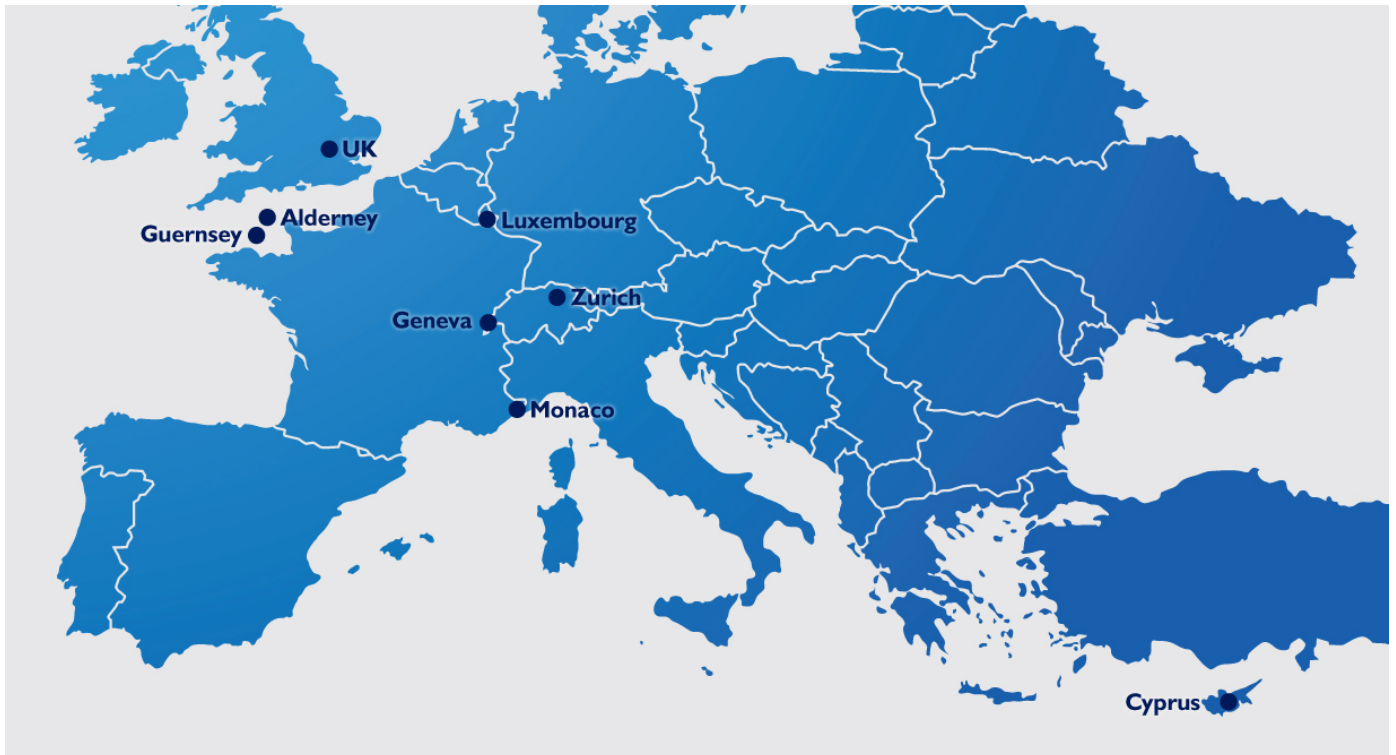 UK
Alderney
Guernsey
Luxembourg
Zurich
Geneva
Monaco
Cyprus